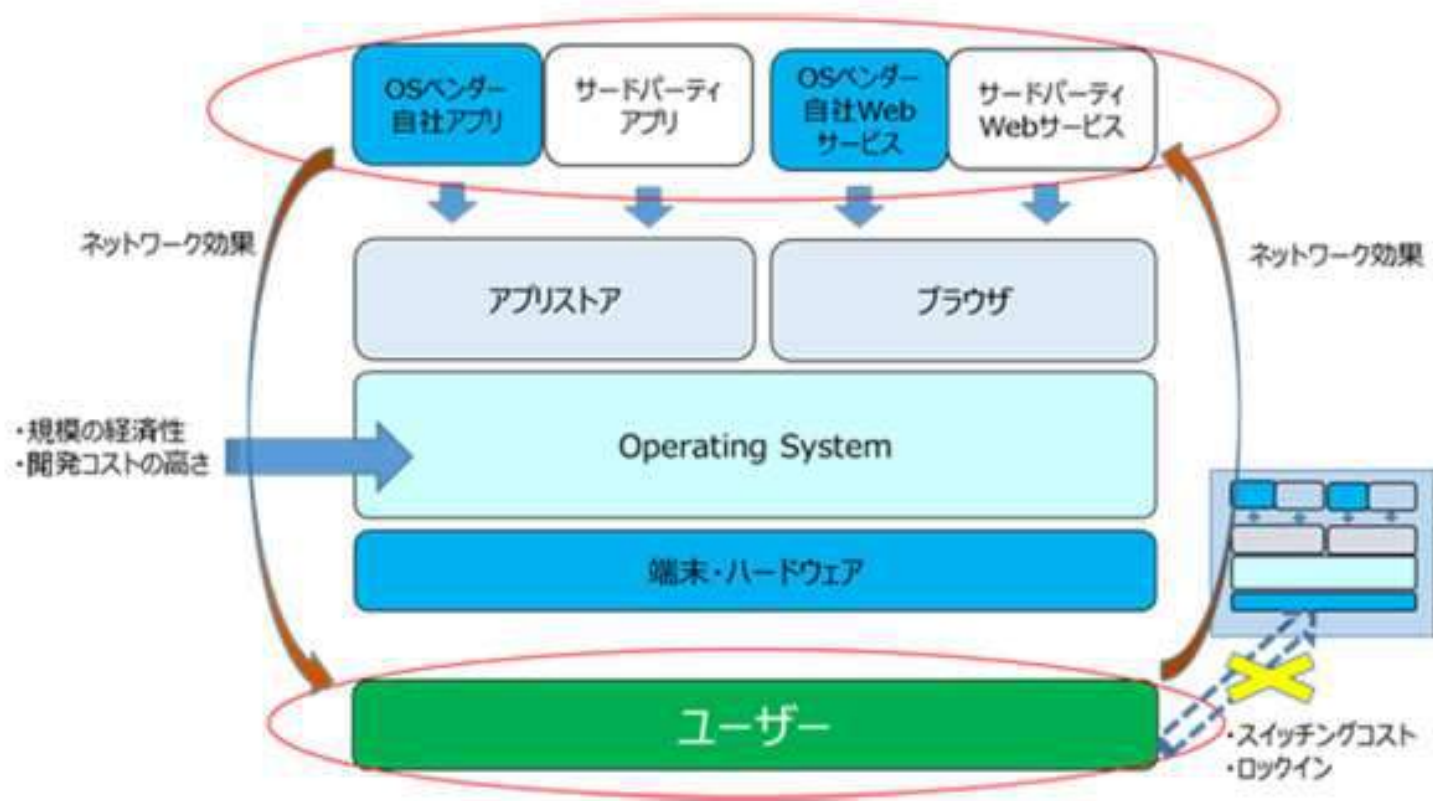 OSベンダー
自社アプリ
サードパーティ
アプリ
OSベンダー
自社Web
サービス
サードパーティ
Webサービス
ネットワーク効果
ネットワーク効果
アプリストア
ブラウザ
・規模の経済性
・開発コストの高さ
Operating System
端末・ハードウェア
ユーザー
・スイッチングコスト
・ロックイン